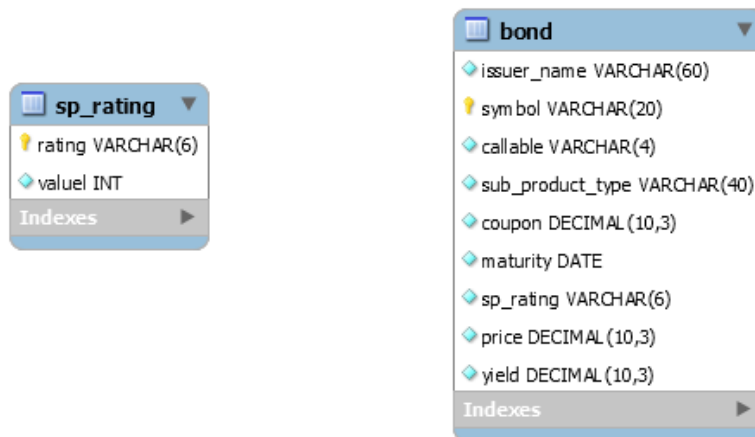 sp_rating
rating VARCHAR(6)
valuel INT
Indexes
bond
issuer_name VARCHAR(60)
symbol VARCHAR(20)
callable VARCHAR(4)
sub_product_type VARCHAR(40)
coupon DECIMAL(10,3)
maturity DATE
sp_rating VARCHAR(6)
price DECIMAL(10,3)
yield DECIMAL(10,3)
Indexes